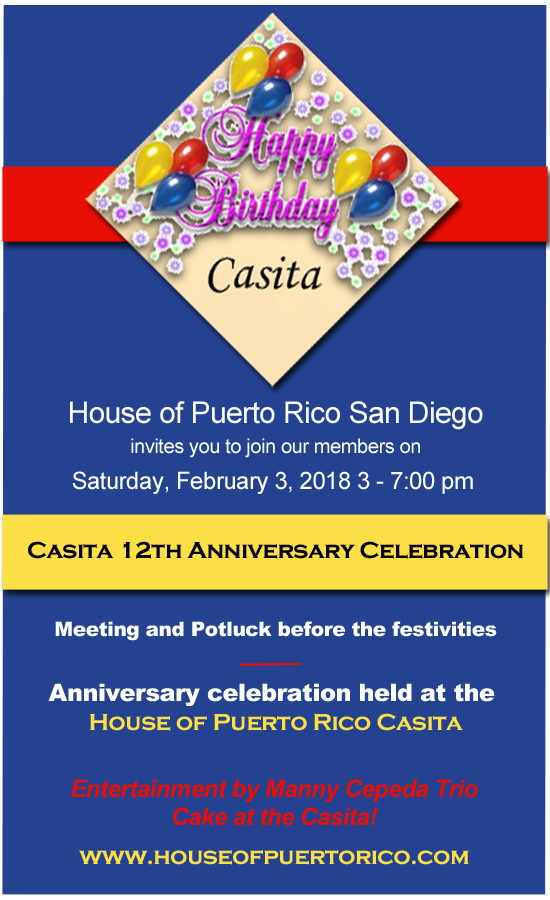 Happy
Birthday
Casita
House of Puerto Rico San Diego
invites you to join our members on
Saturday, February 3, 2018 3 - 7:00 pm
Casita 12th Anniversary Celebration
Meeting and Potluck before the festivities
Anniversary celebration held at the
House of Puerto Rico Casita
Entertainment by Manny Cepeda Trio
Cake at the Casita!
www.houseofpuertorico.com